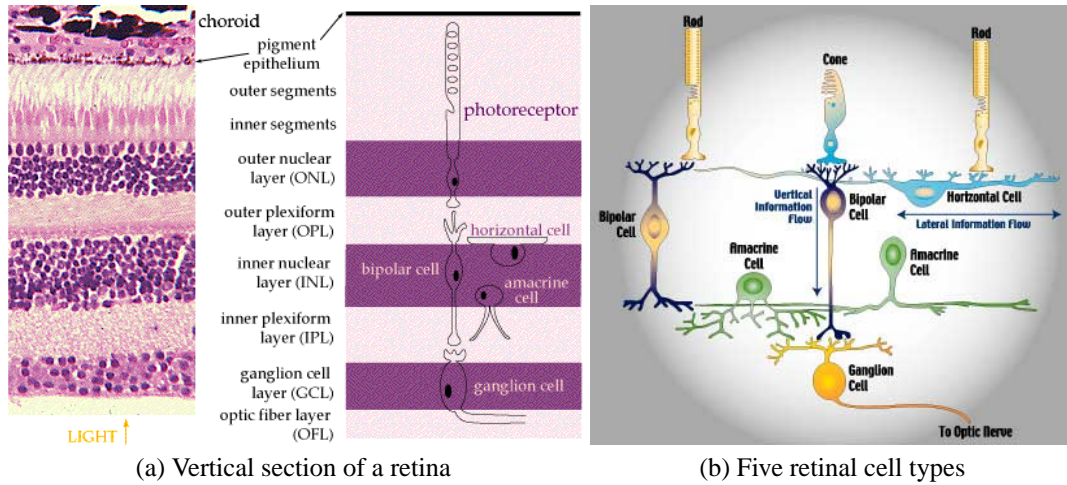 choroid
pigment
epithelium
outer segments
inner segments
outer nuclear
layer (ONL)
outer plexiform
layer (OPL)
inner nuclear
layer (INL)
inner plexiform
layer (IPL)
ganglion cell
layer (GCL)
optic fiber layer
(OFL)
LIGHT
photoreceptor
horizontal cell
bipolar cell
amacrine
cell
ganglion cell
(a) Vertical section of a retina
Rod
Cone
Rod
Vertical
Information
Flow
Bipolar
Cell
Horizontal Cell
Bipolar
Cell
Lateral Information Flow
Amacrine
Cell
Amacrine
Cell
Ganglion
Cell
To Optic Nerve
(b) Five retinal cell types